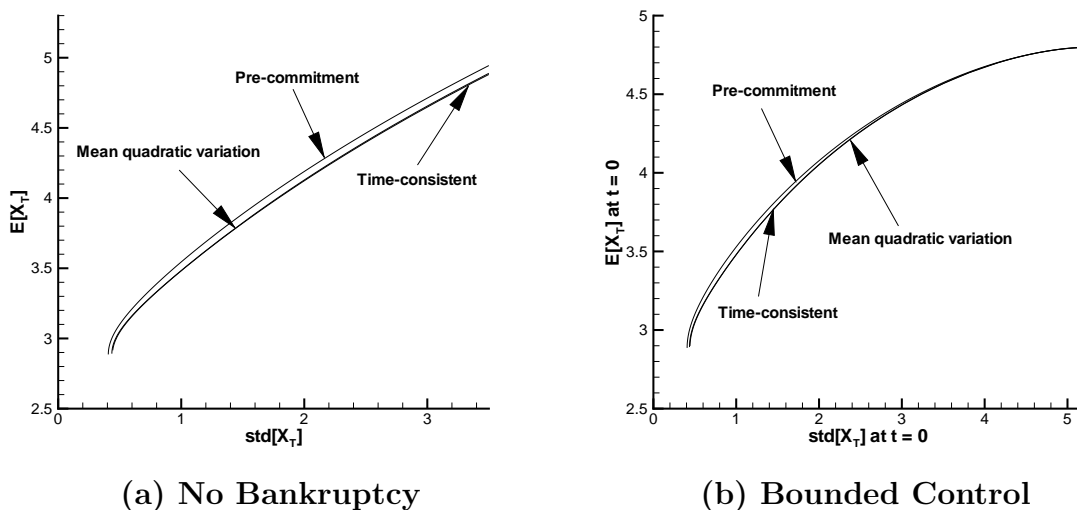 5
4.5
4
3.5
3
2.5
0
1
2
3
E[X_T]
std[X_T]
Pre-commitment
Mean quadratic variation
Time-consistent
(a) No Bankruptcy
5
4.5
4
3.5
3
2.5
0
1
2
3
4
5
E[X_T] at t = 0
std[X_T] at t = 0
Pre-commitment
Mean quadratic variation
Time-consistent
(b) Bounded Control